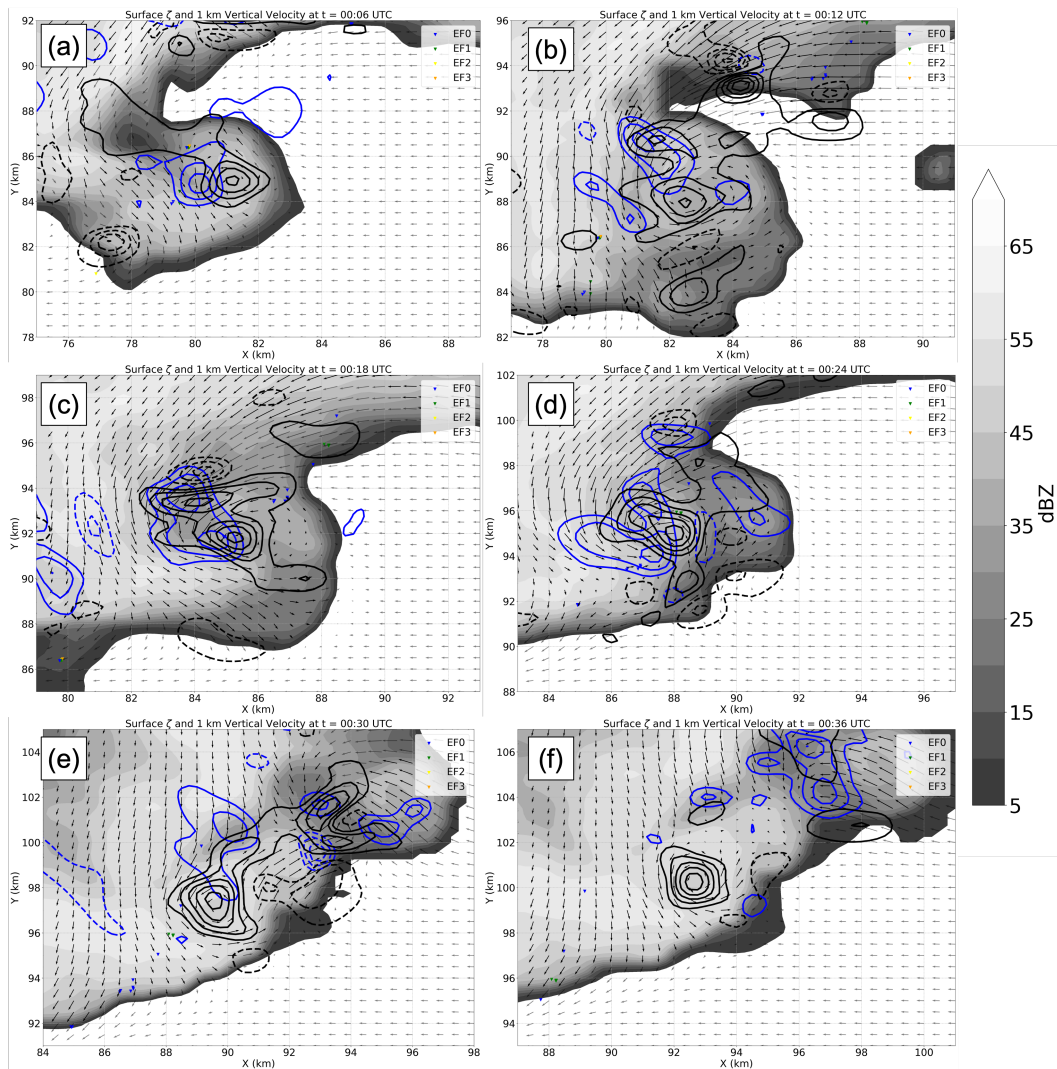 Surface ζ and 1 km Vertical Velocity at t = 00:06 UTC
(a)
EF0
EF1
EF2
EF3
92
90
88
86
84
82
80
78
Y (km)
76 78 80 82 84 86 88
X (km)
Surface ζ and 1 km Vertical Velocity at t = 00:12 UTC
(b)
EF0
EF1
EF2
EF3
96
94
92
90
88
86
84
82
Y (km)
78 80 82 84 86 88 90
X (km)
Surface ζ and 1 km Vertical Velocity at t = 00:18 UTC
(c)
EF0
EF1
EF2
EF3
98
96
94
92
90
88
86
Y (km)
80 82 84 86 88 90 92
X (km)
Surface ζ and 1 km Vertical Velocity at t = 00:24 UTC
(d)
EF0
EF1
EF2
EF3
102
100
98
96
94
92
90
88
Y (km)
84 86 88 90 92 94 96
X (km)
Surface ζ and 1 km Vertical Velocity at t = 00:30 UTC
(e)
EF0
EF1
EF2
EF3
104
102
100
98
96
94
92
Y (km)
84 86 88 90 92 94 96 98
X (km)
Surface ζ and 1 km Vertical Velocity at t = 00:36 UTC
(f)
EF0
EF1
EF2
EF3
106
104
102
100
98
96
94
Y (km)
88 90 92 94 96 98 100
X (km)
65
55
45
35
25
15
5
dBZ